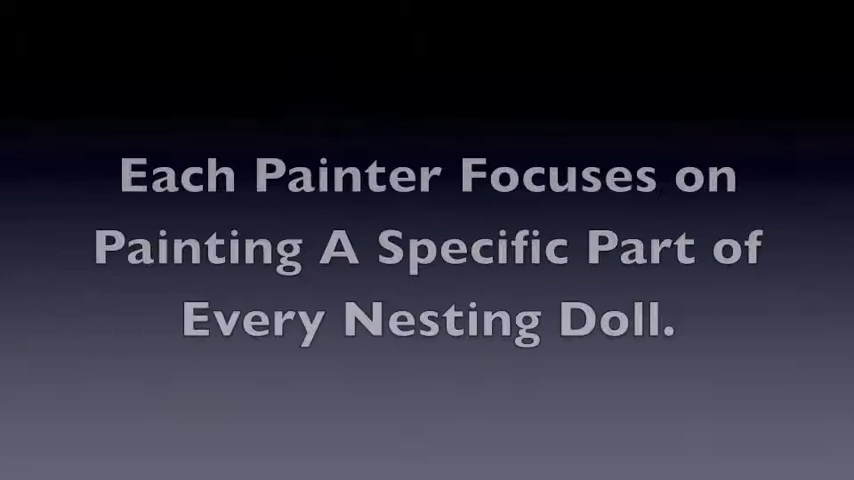 Each Painter Focuses on
Painting A Specific Part of
Every Nesting Doll.